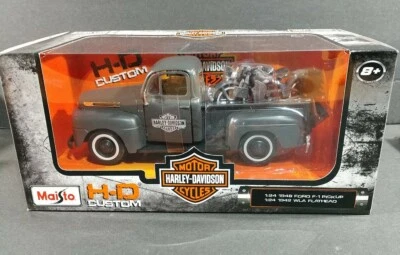 H-D
CUSTOM
8+
HARLEY-DAVIDSON
Maisto
H-D
CUSTOM
MOTOR
HARLEY-DAVIDSON
CYCLES
1:24 1948 FORD F-1 PICKUP
1:24 1942 WLA FLATHEAD